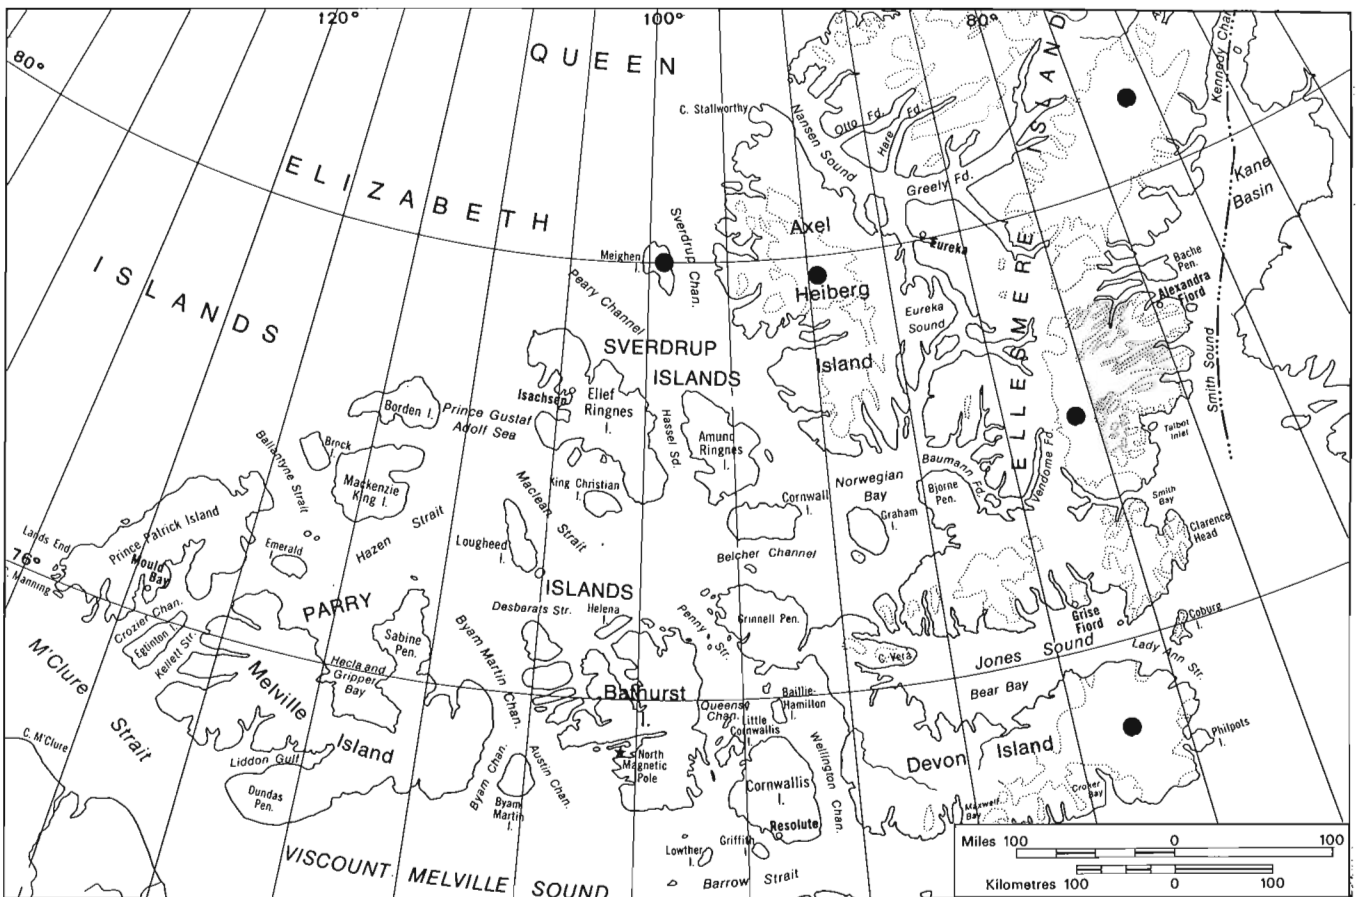 120°
100°
80°
80°
QUEEN
ELIZABETH
ISLANDS
C. Stallworthy
Nansen Sound
Otto Fd.
Hare Fd.
Greely Fd.
ELLESMERE ISLAND
Kennedy Chan
Kane
Basin
Axel
Heiberg
Island
Eureka
Eureka
Sound
Meighen
I.
Sverdrup Chan.
Peary Channel
Bache
Pen.
Alexandra
Fiord
Smith Sound
SVERDRUP
ISLANDS
Isachsen
Ellef
Ringnes
I.
Borden I.
Prince Gustaf
Adolf Sea
Hassel Sd.
Amund
Ringnes
I.
Talbot
Inlet
Ballantyne Strait
Brock
I.
Mackenzie
King I.
King Christian
I.
Maclean Strait
Cornwall
I.
Norwegian
Bay
Baumann
Fd.
Bjorne
Pen.
Vendome Fd.
Graham
I.
Smith
Bay
Clarence
Head
Lands End
Prince Patrick Island
Mould
Bay
76°
Manning
Emerald
I.
Hazen Strait
Lougheed
I.
Belcher Channel
Grise
Fiord
Coburg
I.
PARRY
ISLANDS
Desbarats Str.
Helena
I.
Penny Str.
Grinnell Pen.
Crozier Chan.
Eglinton I.
Kellett Str.
Sabine
Pen.
Byam Martin Chan.
C. Vera
Jones Sound
Lady Ann Str.
M'Clure
Strait
Melville
Island
Hecla and
Gripper
Bay
Bathurst
I.
Queens
Chan.
Baillie-
Hamilton
I.
Bear Bay
Little
Cornwallis
I.
Philpots
I.
C. M'Clure
Liddon Gulf
Dundas
Pen.
Byam Chan.
Austin Chan.
North
Magnetic
Pole
Wellington Chan.
Devon Island
Byam
Martin
I.
Cornwallis
I.
Resolute
Maxwell
Bay
Croker
Bay
Lowther I.
Griffith
I.
VISCOUNT MELVILLE SOUND
Barrow Strait
Miles 100 0 100
Kilometres 100 0 100